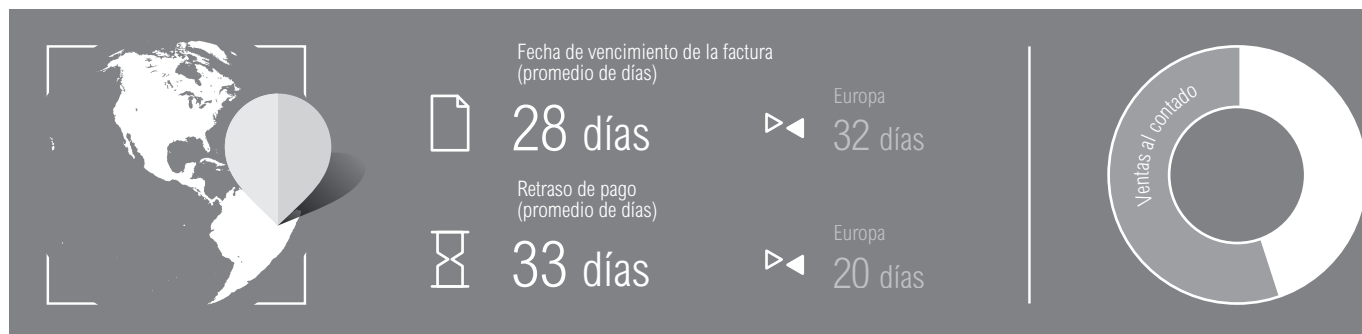 Fecha de vencimiento de la factura
(promedio de días)
28 días
Europa
32 días
Retraso de pago
(promedio de días)
33 días
Europa
20 días
Ventas al contado